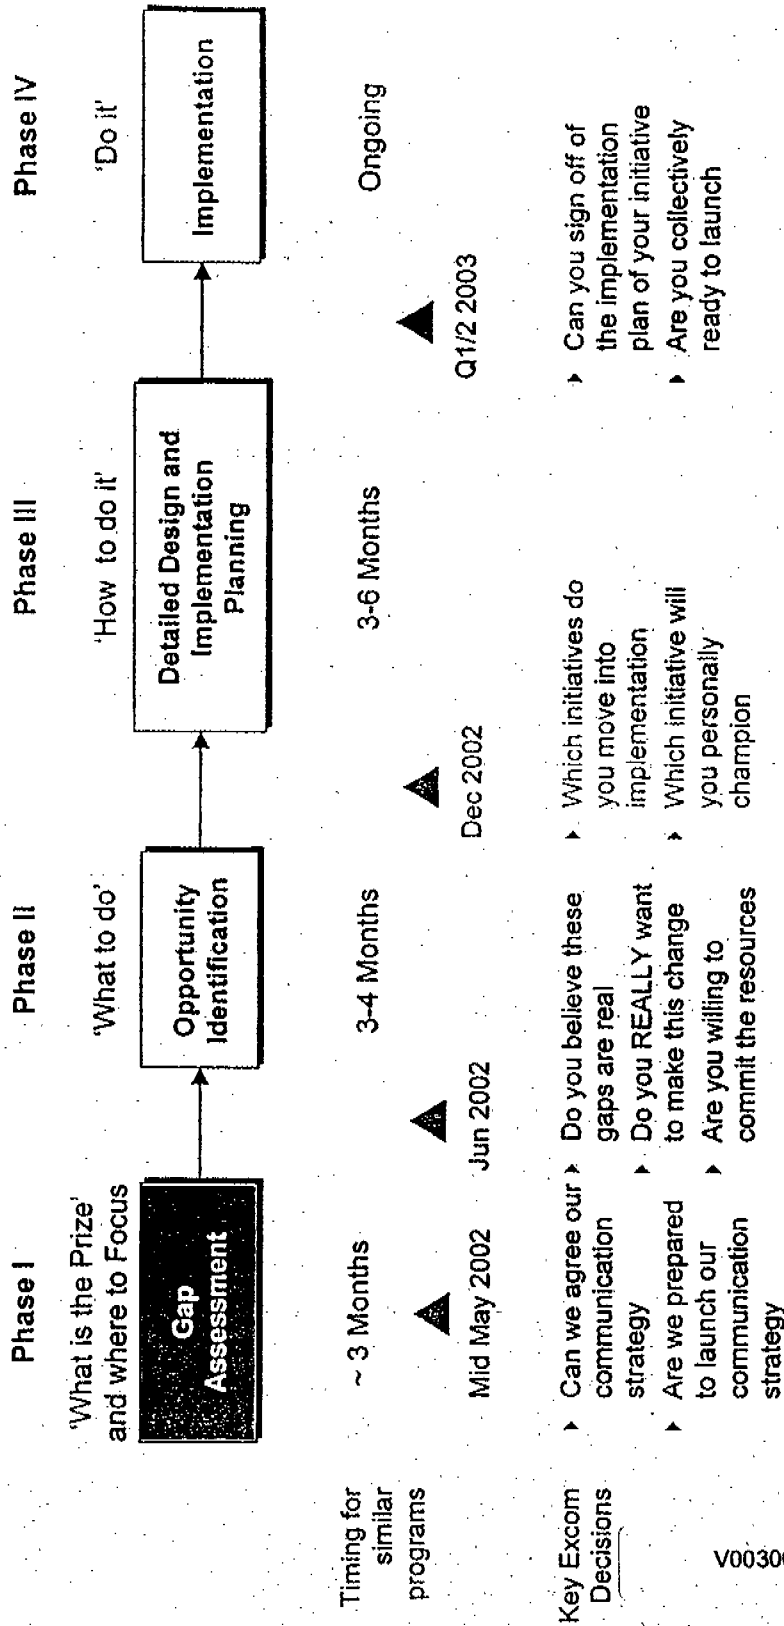 Phase I
'What is the Prize'
and where to Focus
Gap
Assessment
Phase II
'What to do'
Opportunity
Identification
Phase III
'How to do it'
Detailed Design and
Implementation
Planning
Phase IV
'Do it'
Implementation
Timing for
similar
programs
~ 3 Months
3-4 Months
3-6 Months
Ongoing
Mid May 2002
Jun 2002
Dec 2002
Q1/2 2003
Key Excom
Decisions
Can we agree our
communication
strategy
Are we prepared
to launch our
communication
strategy
Do you believe these
gaps are real
Do you REALLY want
to make this change
Are you willing to
commit the resources
Which initiatives do
you move into
implementation
Which initiative will
you personally
champion
Can you sign off of
the implementation
plan of your initiative
Are you collectively
ready to launch